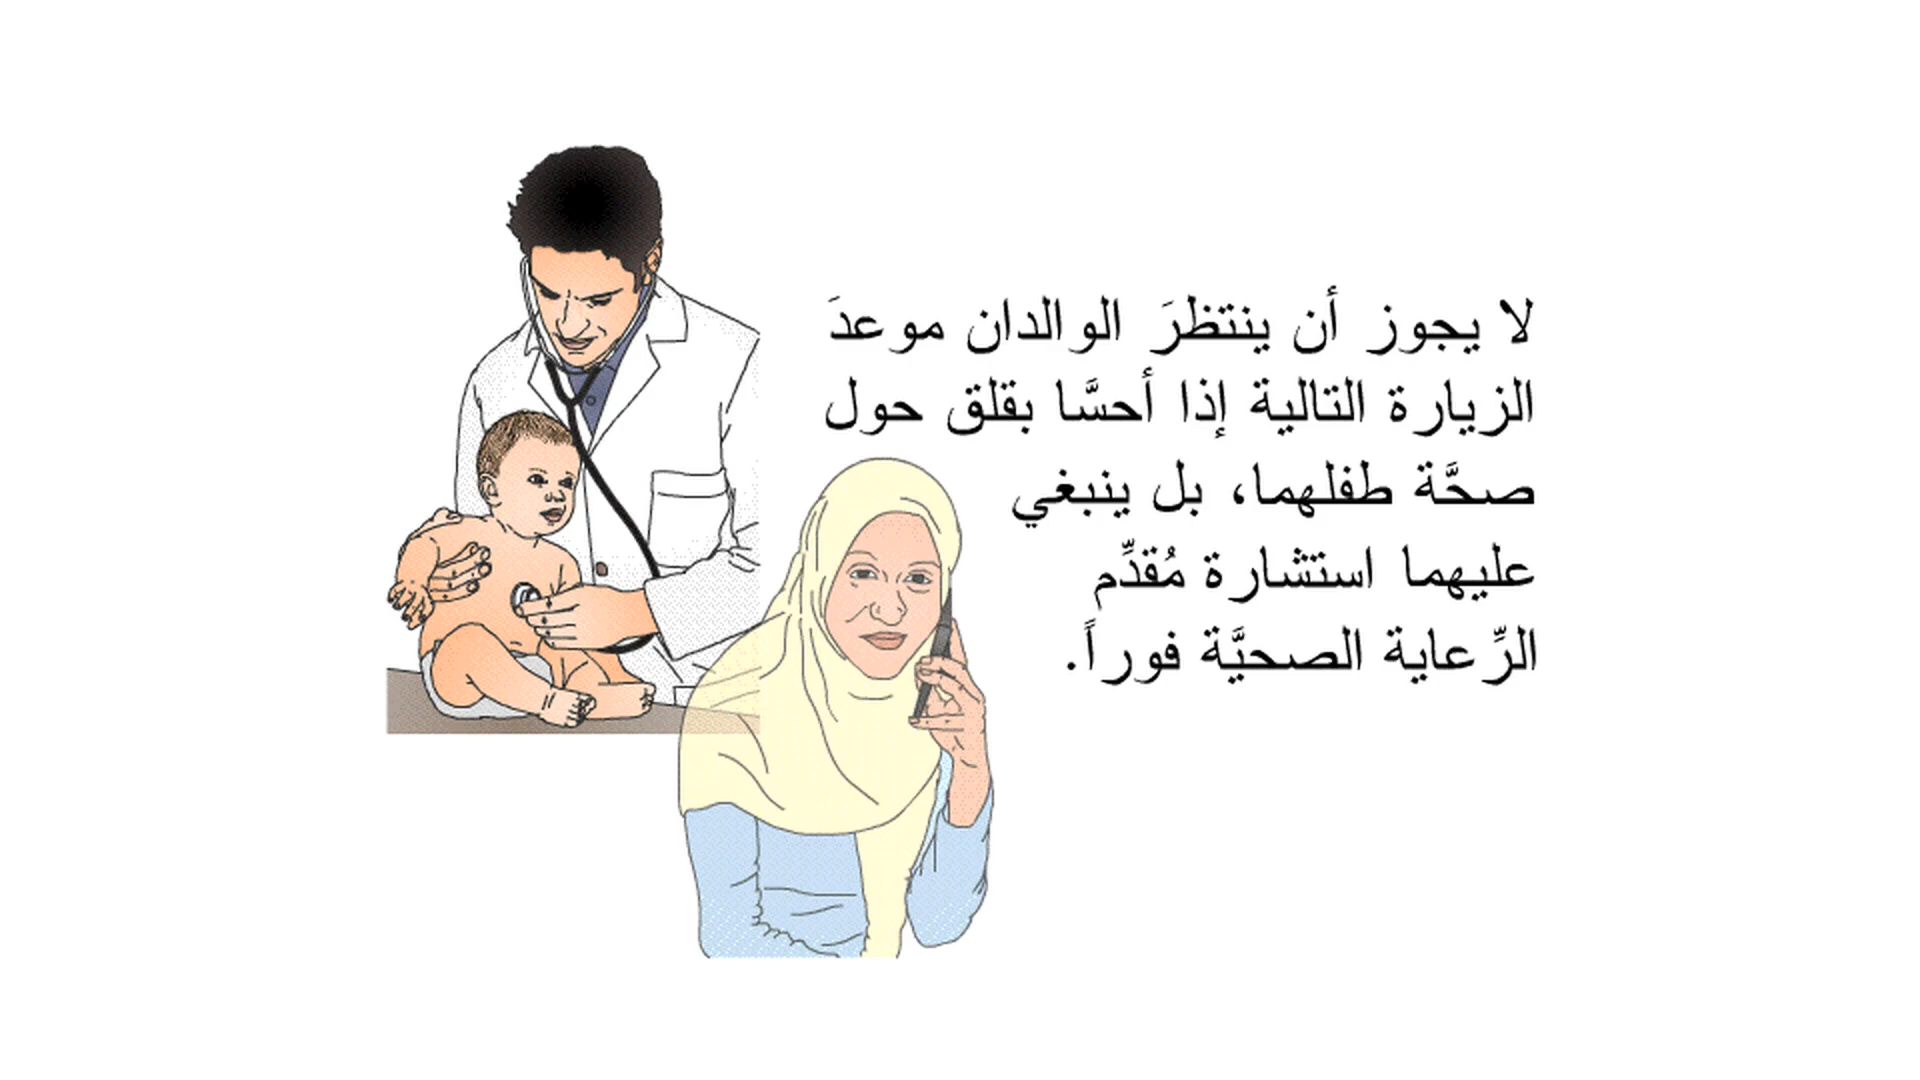 لا يجوز أن ينتظرَ الوالدان موعدَ
الزيارة التالية إذا أحسَّا بقلق حول
صحَّة طفلهما، بل ينبغي
عليهما استشارة مُقدِّم
الرِّعاية الصحيَّة فوراً.